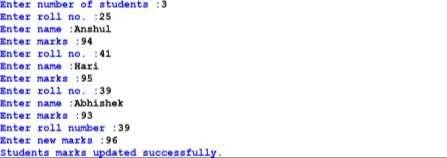 Enter number of students :3
Enter roll no. :25
Enter name :Anshul
Enter marks :94
Enter roll no. :41
Enter name :Hari
Enter marks :95
Enter roll no. :39
Enter name :Abhishek
Enter marks :93
Enter roll number :39
Enter new marks :96
Students marks updated successfully.